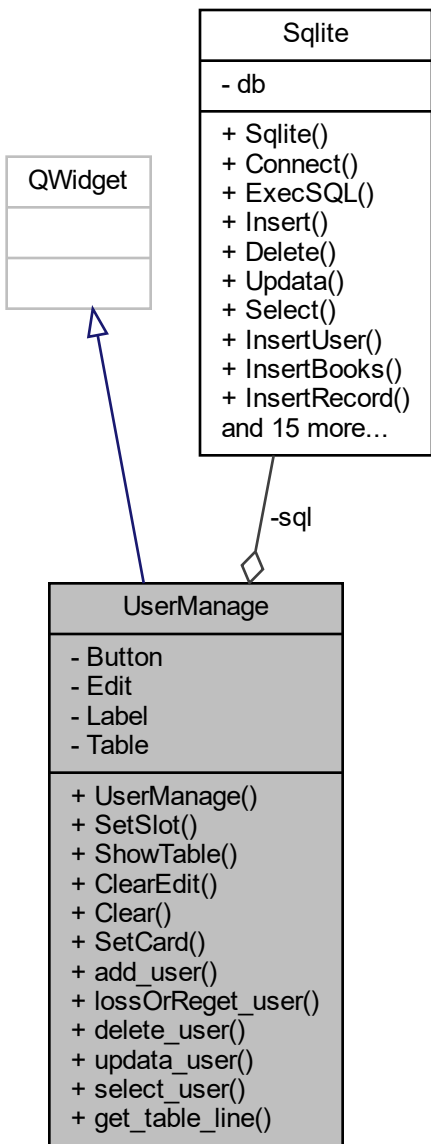 Sqlite
- db
+ Sqlite()
+ Connect()
+ ExecSQL()
+ Insert()
+ Delete()
+ Updata()
+ Select()
+ InsertUser()
+ InsertBooks()
+ InsertRecord()
and 15 more...
QWidget
-sql
UserManage
- Button
- Edit
- Label
- Table
+ UserManage()
+ SetSlot()
+ ShowTable()
+ ClearEdit()
+ Clear()
+ SetCard()
+ add_user()
+ lossOrReget_user()
+ delete_user()
+ updata_user()
+ select_user()
+ get_table_line()